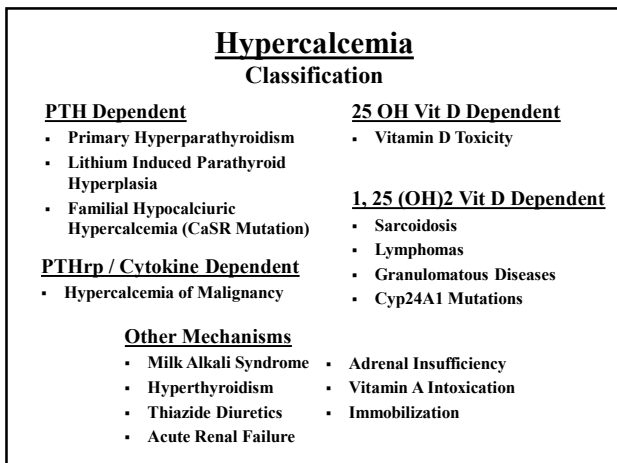 Hypercalcemia
Classification
PTH Dependent
▪ Primary Hyperparathyroidism
▪ Lithium Induced Parathyroid
Hyperplasia
▪ Familial Hypocalciuric
Hypercalcemia (CaSR Mutation)
PTHrp / Cytokine Dependent
▪ Hypercalcemia of Malignancy
25 OH Vit D Dependent
▪ Vitamin D Toxicity
1, 25 (OH)2 Vit D Dependent
▪ Sarcoidosis
▪ Lymphomas
▪ Granulomatous Diseases
▪ Cyp24A1 Mutations
Other Mechanisms
▪ Milk Alkali Syndrome
▪ Hyperthyroidism
▪ Thiazide Diuretics
▪ Acute Renal Failure
▪ Adrenal Insufficiency
▪ Vitamin A Intoxication
▪ Immobilization